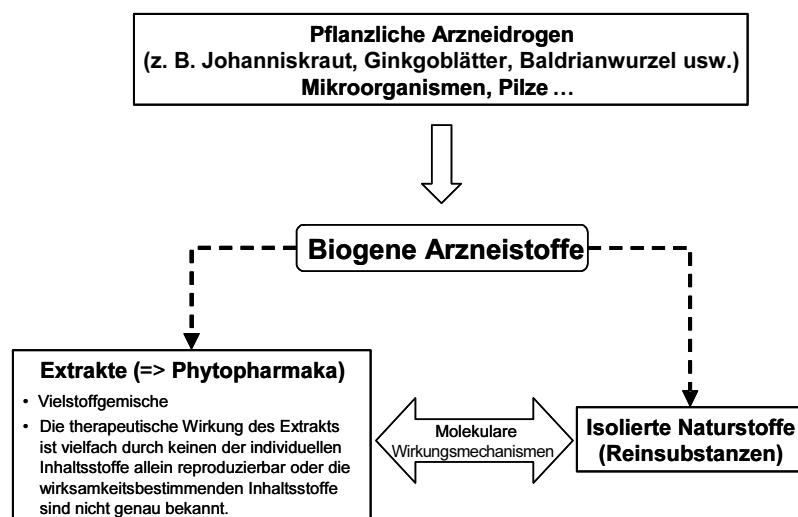 Pflanzliche Arzneidrogen
(z. B. Johanniskraut, Ginkgoblätter, Baldrianwurzel usw.)
Mikroorganismen, Pilze ...
Biogene Arzneistoffe
Extrakte (=> Phytopharmaka)
• Vielstoffgemische
• Die therapeutische Wirkung des Extrakts
ist vielfach durch keinen der individuellen
Inhaltsstoffe allein reproduzierbar oder die
wirksamkeitsbestimmenden Inhaltsstoffe
sind nicht genau bekannt.
Molekulare
Wirkungsmechanismen
Isolierte Naturstoffe
(Reinsubstanzen)